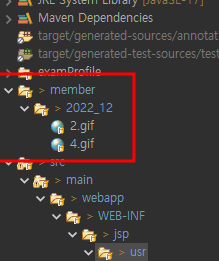 JRE System Library [JavaSE-17]
Maven Dependencies
target/generated-sources/annotat
target/generated-test-sources/test
examProfile
> member
> 2022_12
2.gif
4.gif
> src
> main
> webapp
> WEB-INF
> jsp
> usr